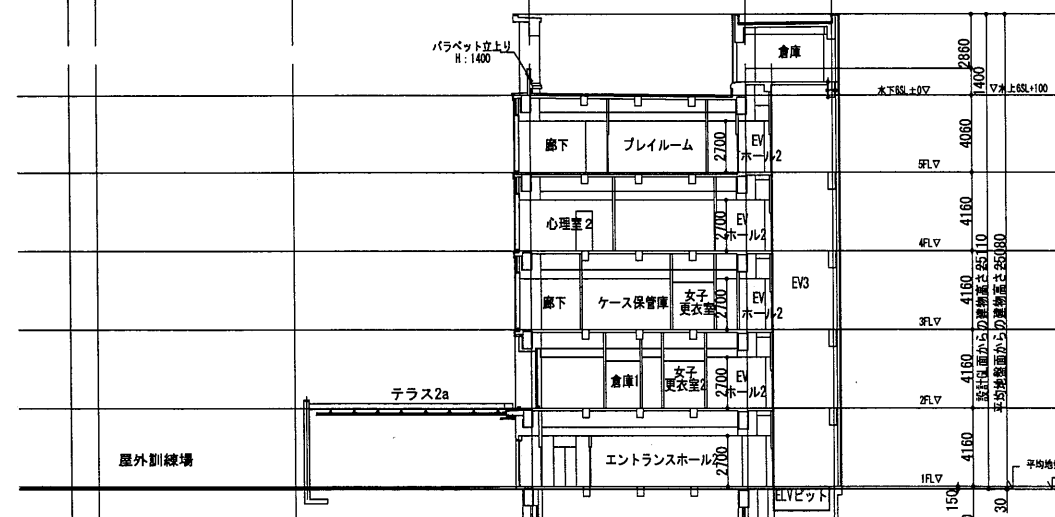 パラペット立上り
H:1400
倉庫
2860
1400
水下6SL±0▽
▽水上6SL+100
廊下
プレイルーム
2700
EV
ホール2
4060
5FL▽
心理室2
2700
EV
ホール2
4160
4FL▽
設計GL面からの建物高さ25110
平均地盤面からの建物高さ25080
廊下
ケース保管庫
女子
更衣室
2700
EV
ホール2
EV3
4160
3FL▽
倉庫1
女子
更衣室2
2700
EV
ホール2
4160
2FL▽
テラス2a
屋外訓練場
エントランスホール2
2700
4160
1FL▽
平均地
ELVピット
150
30